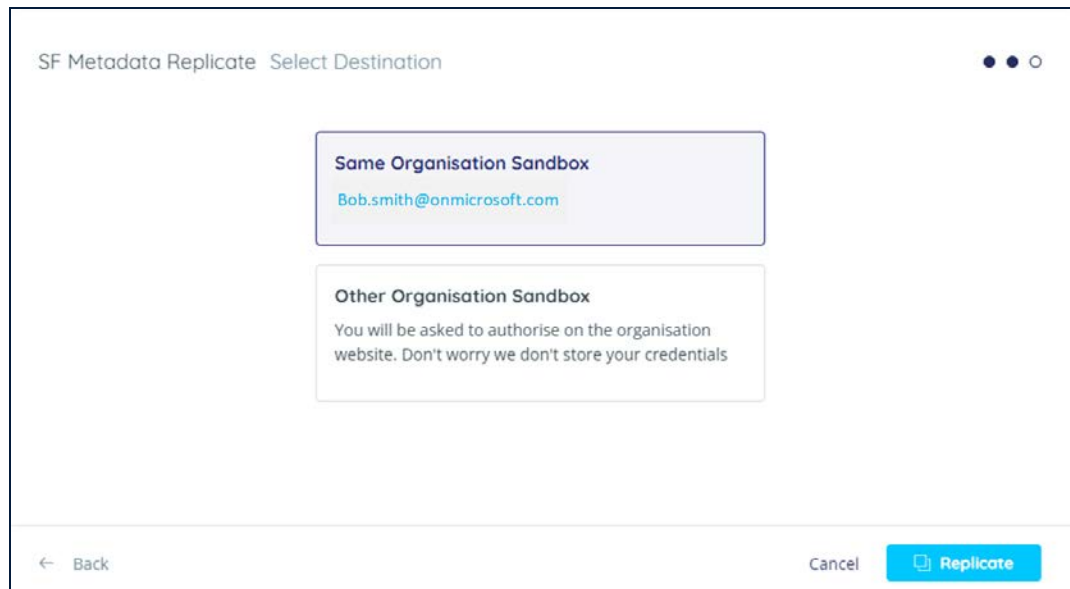 SF Metadata Replicate Select Destination
Same Organisation Sandbox
Bob.smith@onmicrosoft.com
Other Organisation Sandbox
You will be asked to authorise on the organisation
website. Don't worry we don't store your credentials
← Back
Cancel
Replicate